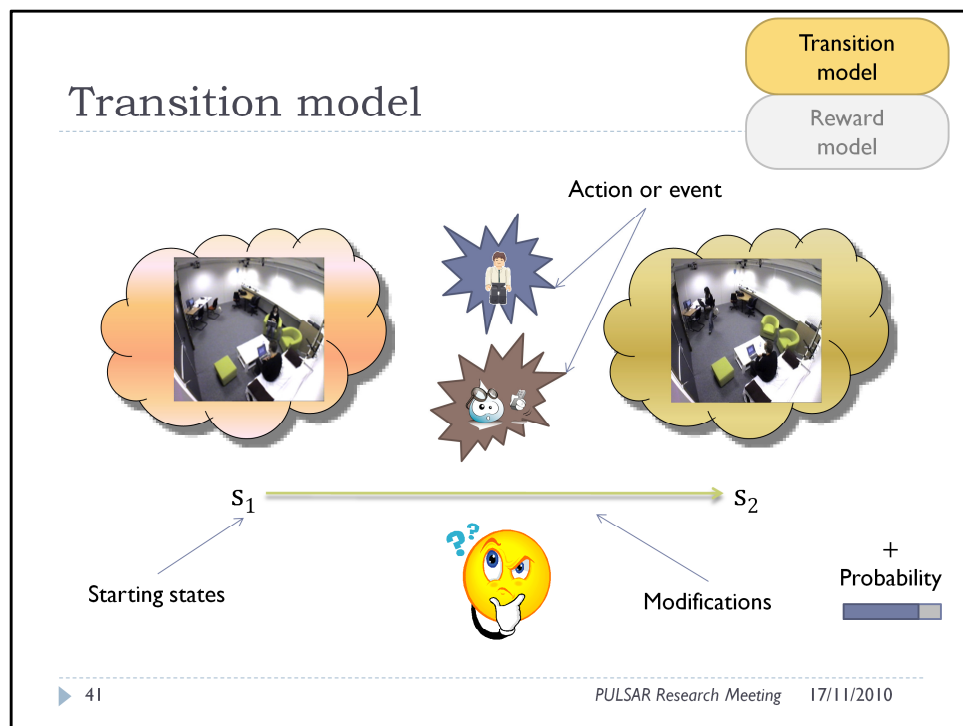 Transition
model
Transition model
Reward
model
Action or event
s₁
s₂
??
+
Probability
Starting states
Modifications
41
PULSAR Research Meeting 17/11/2010